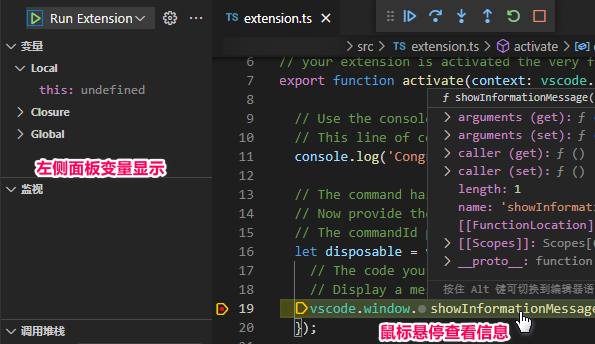 Run Extension
变量
Local
this: undefined
Closure
Global
左侧面板变量显示
监视
调用堆栈
TS extension.ts
src > TS extension.ts > activate >
6 // your extension is activated the very f
7 export function activate(context: vscode.
8
9 // Use the console
10 // This line of co
11 console.log('Cong
12
13 // The command ha
14 // Now provide the
15 // The commandId p
16 let disposable =
17 // The code you
18 // Display a me
19 vscode.window. showInformationMessage
20 });
21
ƒ showInformationMessage(
arguments (get): ƒ ()
arguments (set): ƒ (
caller (get): ƒ ()
caller (set): ƒ ()
length: 1
name: 'showInformati
[[FunctionLocation]
[[Scopes]]: Scopes[
__proto__: function
按住 Alt 键可切换到编辑器语
鼠标悬停查看信息